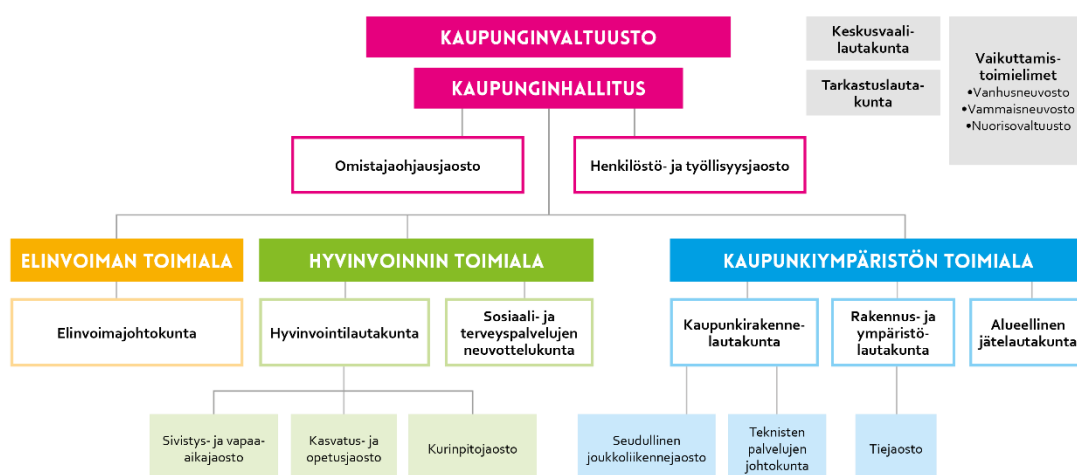 KAUPUNGINVALTUUSTO
KAUPUNGINHALLITUS
Keskusvaali-
lautakunta
Tarkastuslauta-
kunta
Vaikuttamis-
toimielimet
•Vanhusneuvosto
•Vammaisneuvosto
•Nuorisovaltuusto
Omistajaohjausjaosto
Henkilöstö- ja työllisyysjaosto
ELINVOIMAN TOIMIALA
HYVINVOINNIN TOIMIALA
KAUPUNKIYMPÄRISTÖN TOIMIALA
Elinvoimajohtokunta
Hyvinvointilautakunta
Sosiaali- ja
terveyspalvelujen
neuvottelukunta
Kaupunkirakenne-
lautakunta
Rakennus- ja
ympäristö-
lautakunta
Alueellinen
jätelautakunta
Sivistys- ja vapaa-
aikajaosto
Kasvatus- ja
opetusjaosto
Kurinpitojaosto
Seudullinen
joukkoliikennejaosto
Teknisten
palvelujen
johtokunta
Tiejaosto